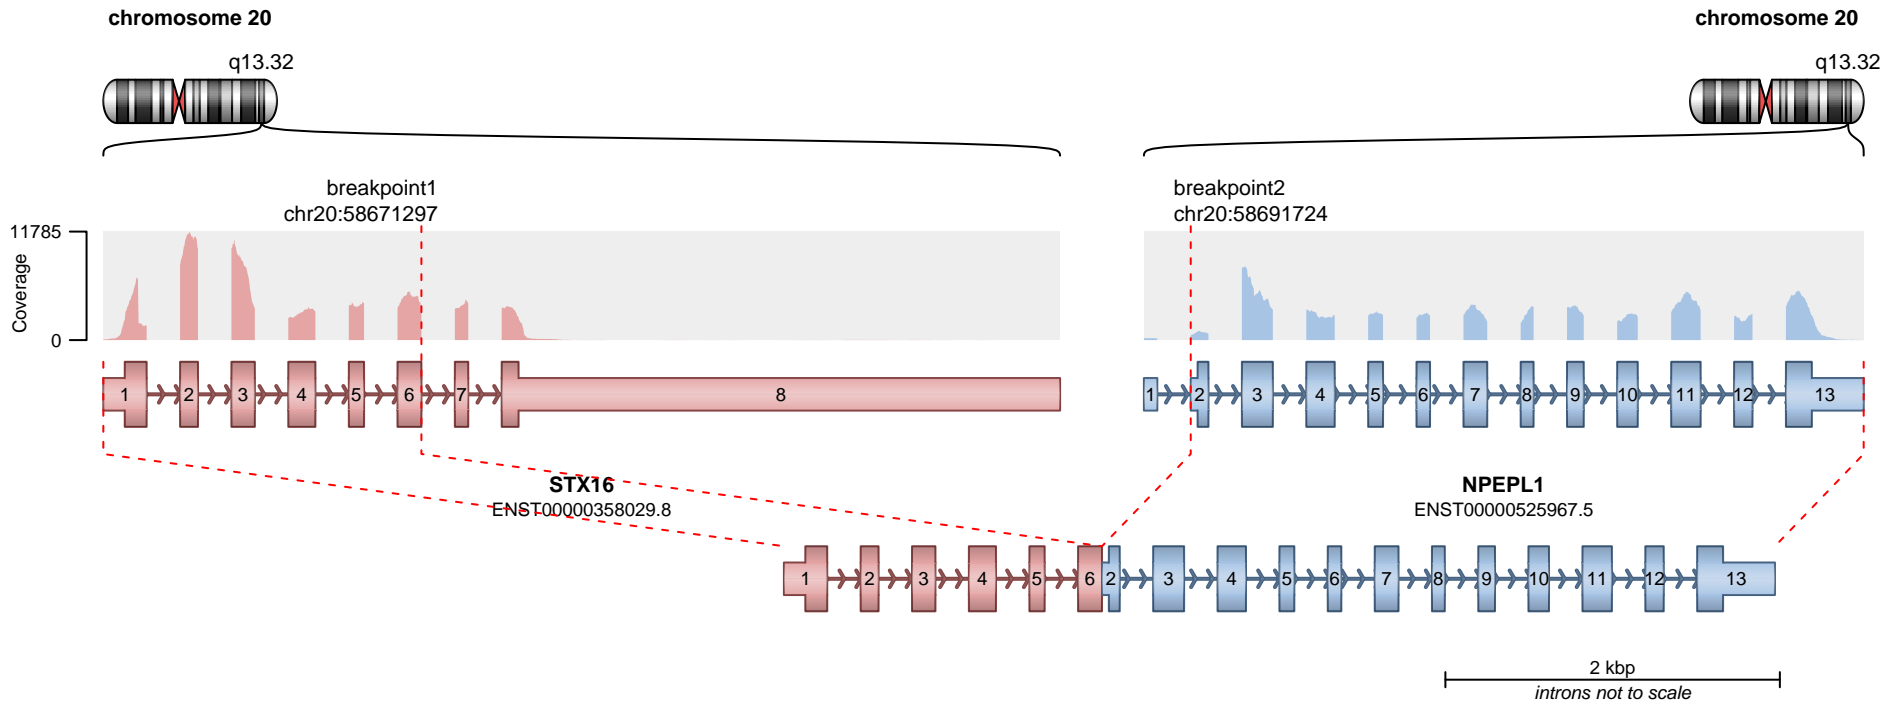 chromosome 20
chromosome 20
q13.32
q13.32
breakpoint1
chr20:58671297
breakpoint2
chr20:58691724
11785
Coverage
0
1 2 3 4 5 6 7 8
1 2 3 4 5 6 7 8 9 10 11 12 13
STX16
ENST00000358029.8
NPEPL1
ENST00000525967.5
1 2 3 4 5 6 2 3 4 5 6 7 8 9 10 11 12 13
2 kbp
introns not to scale